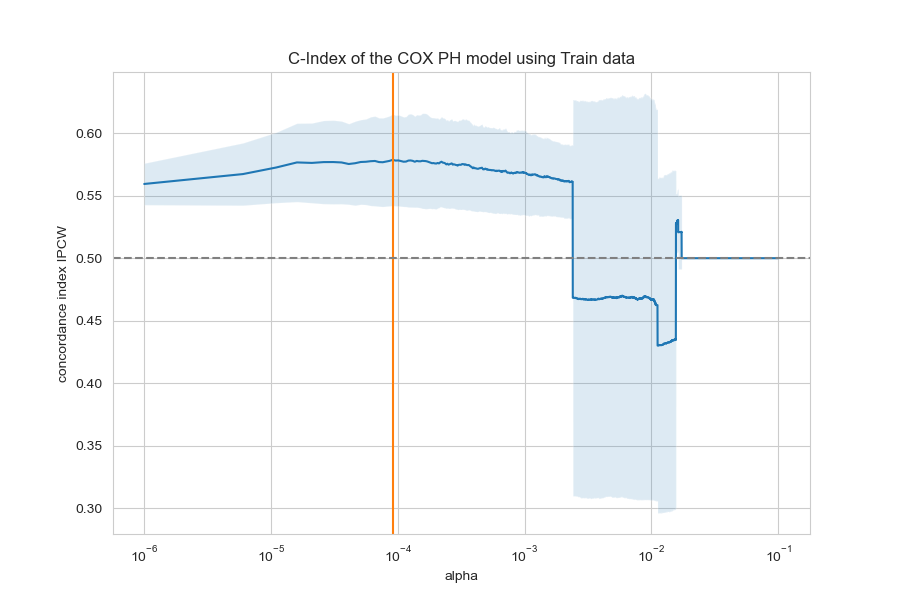 C-Index of the COX PH model using Train data
concordance index IPCW
0.60
0.55
0.50
0.45
0.40
0.35
0.30
10⁻⁶ 10⁻⁵ 10⁻⁴ 10⁻³ 10⁻² 10⁻¹
alpha